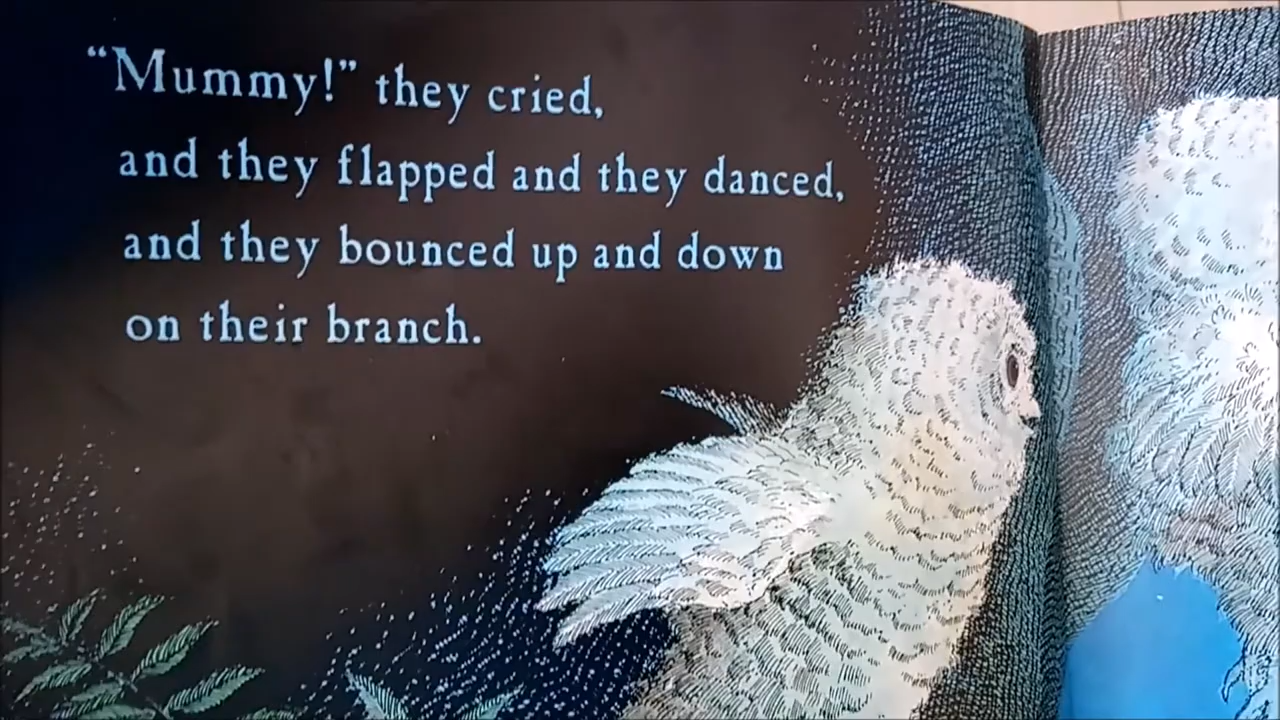 “Mummy!” they cried,
and they flapped and they danced,
and they bounced up and down
on their branch.